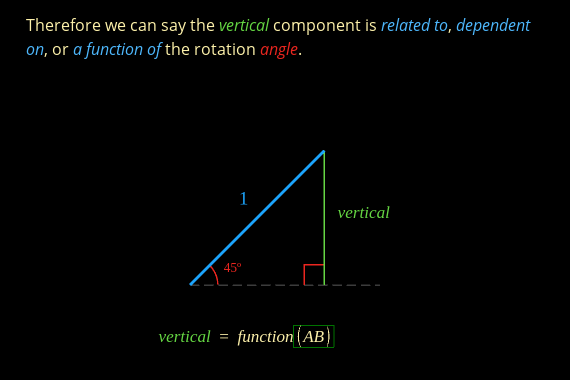 Therefore we can say the vertical component is related to, dependent
on, or a function of the rotation angle.
1
vertical
45°
vertical = function(AB)